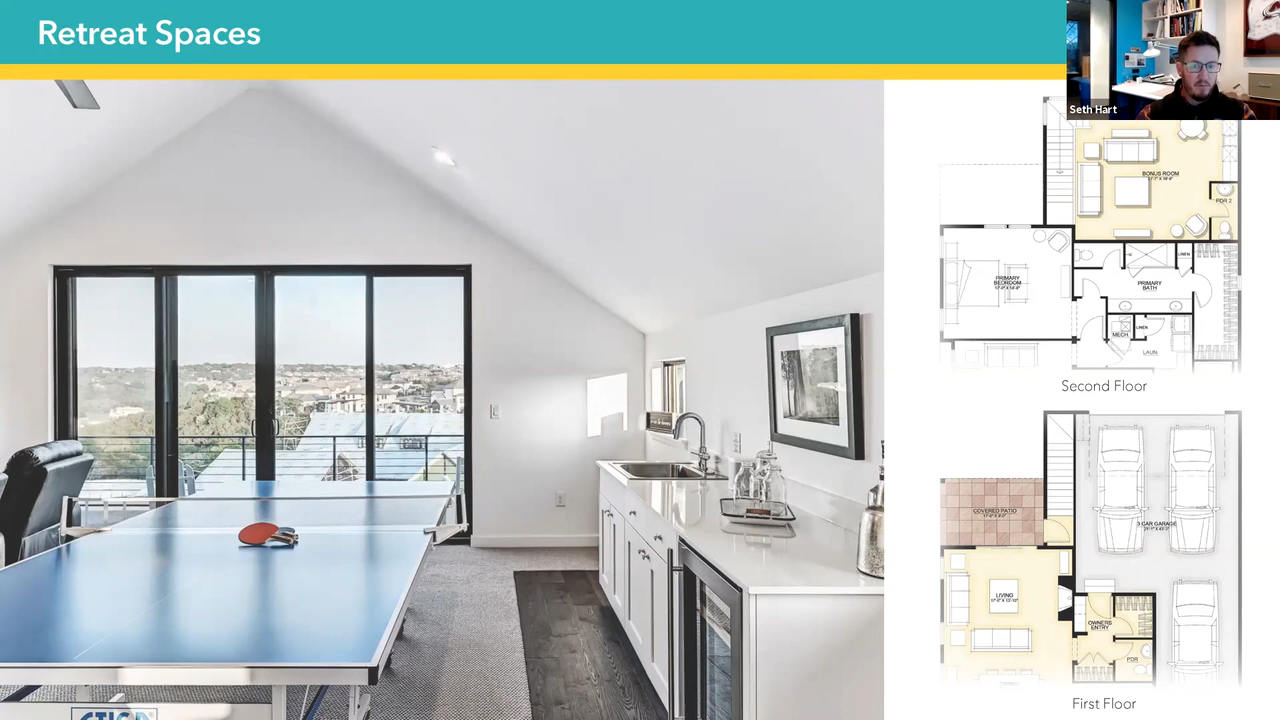 Retreat Spaces
Seth Hart
BONUS ROOM
PDR 2
LINEN
PRIMARY
BEDROOM
PRIMARY
BATH
MECH.
LINEN
LAUN.
Second Floor
COVERED PATIO
3 CAR GARAGE
LIVING
OWNERS
ENTRY
PDR
First Floor